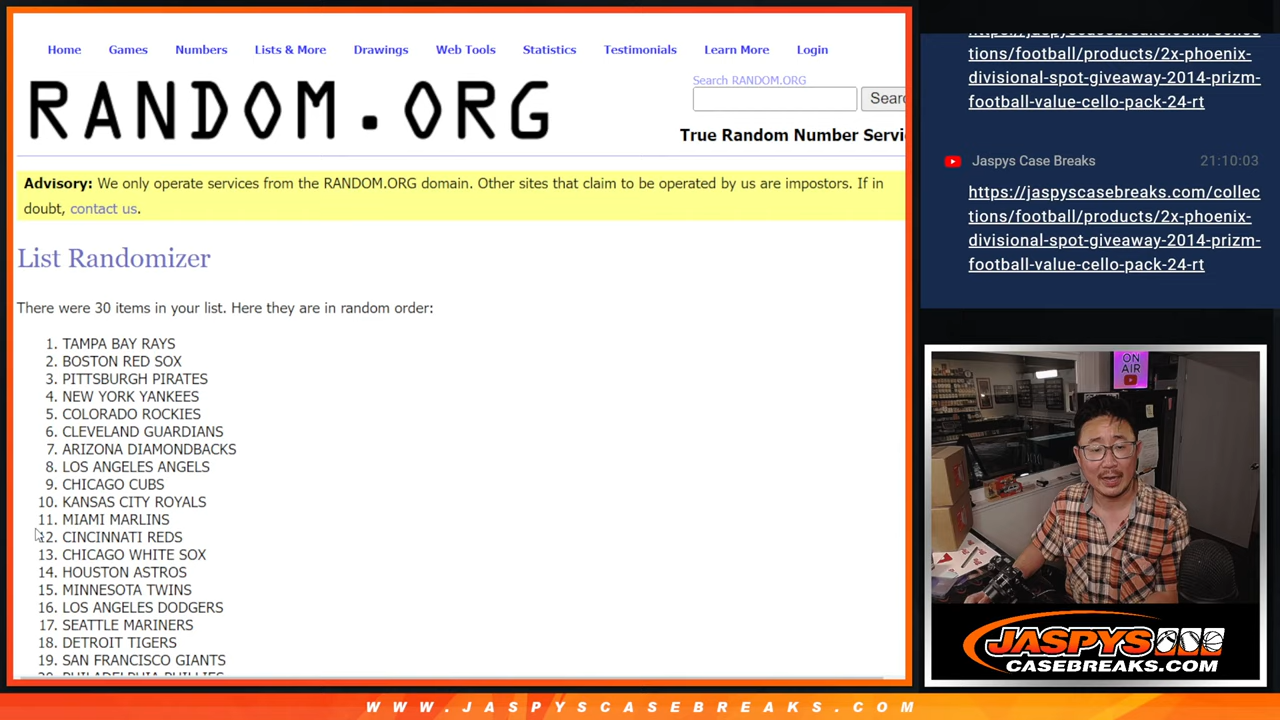 Home Games Numbers Lists & More Drawings Web Tools Statistics Testimonials Learn More Login
RANDOM.ORG
Search RANDOM.ORG
Searc
True Random Number Servi
Advisory: We only operate services from the RANDOM.ORG domain. Other sites that claim to be operated by us are impostors. If in
doubt, contact us.
List Randomizer
There were 30 items in your list. Here they are in random order:
1. TAMPA BAY RAYS
2. BOSTON RED SOX
3. PITTSBURGH PIRATES
4. NEW YORK YANKEES
5. COLORADO ROCKIES
6. CLEVELAND GUARDIANS
7. ARIZONA DIAMONDBACKS
8. LOS ANGELES ANGELS
9. CHICAGO CUBS
10. KANSAS CITY ROYALS
11. MIAMI MARLINS
12. CINCINNATI REDS
13. CHICAGO WHITE SOX
14. HOUSTON ASTROS
15. MINNESOTA TWINS
16. LOS ANGELES DODGERS
17. SEATTLE MARINERS
18. DETROIT TIGERS
19. SAN FRANCISCO GIANTS
20. PHILADELPHIA PHILLIES
https://jaspyscasebreaks.com/collec
tions/football/products/2x-phoenix-
divisional-spot-giveaway-2014-prizm-
football-value-cello-pack-24-rt
Jaspys Case Breaks 21:10:03
https://jaspyscasebreaks.com/collec
tions/football/products/2x-phoenix-
divisional-spot-giveaway-2014-prizm-
football-value-cello-pack-24-rt
ON
AIR
JASPYS
CASEBREAKS.COM
WWW.JASPYSCASEBREAKS.COM